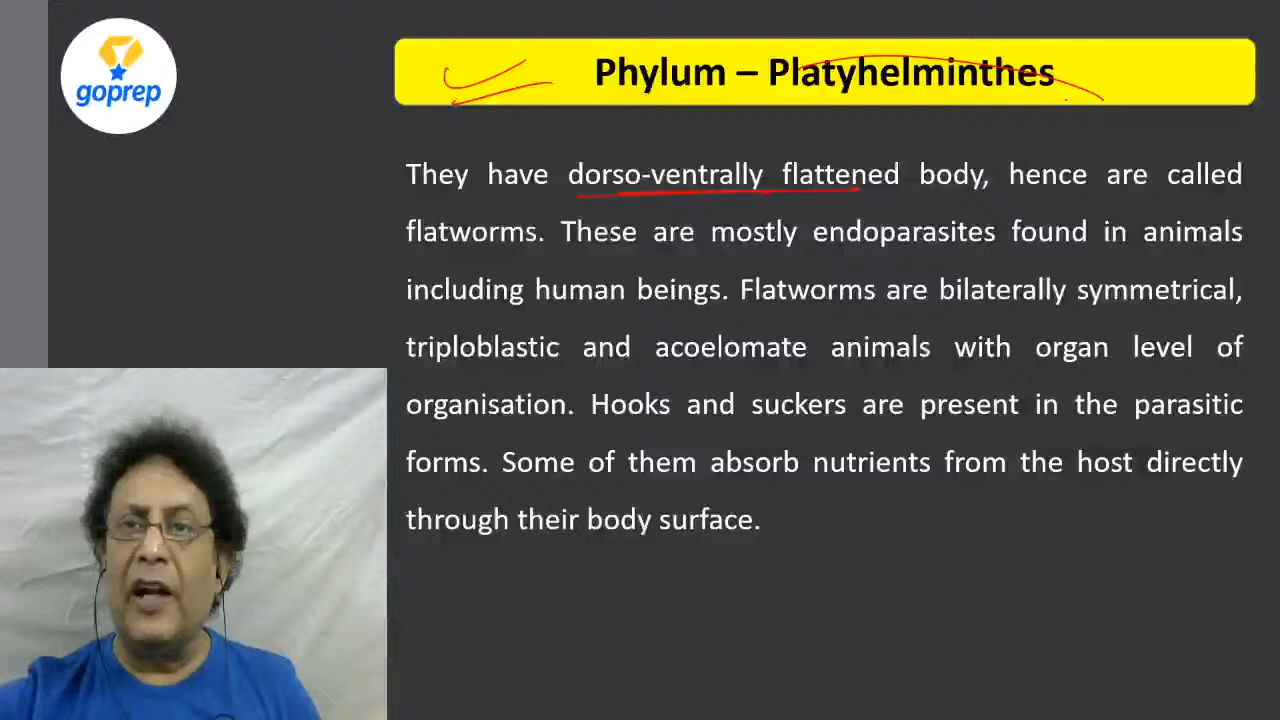 goprep
Phylum – Platyhelminthes
They have dorso-ventrally flattened body, hence are called
flatworms. These are mostly endoparasites found in animals
including human beings. Flatworms are bilaterally symmetrical,
triploblastic and acoelomate animals with organ level of
organisation. Hooks and suckers are present in the parasitic
forms. Some of them absorb nutrients from the host directly
through their body surface.